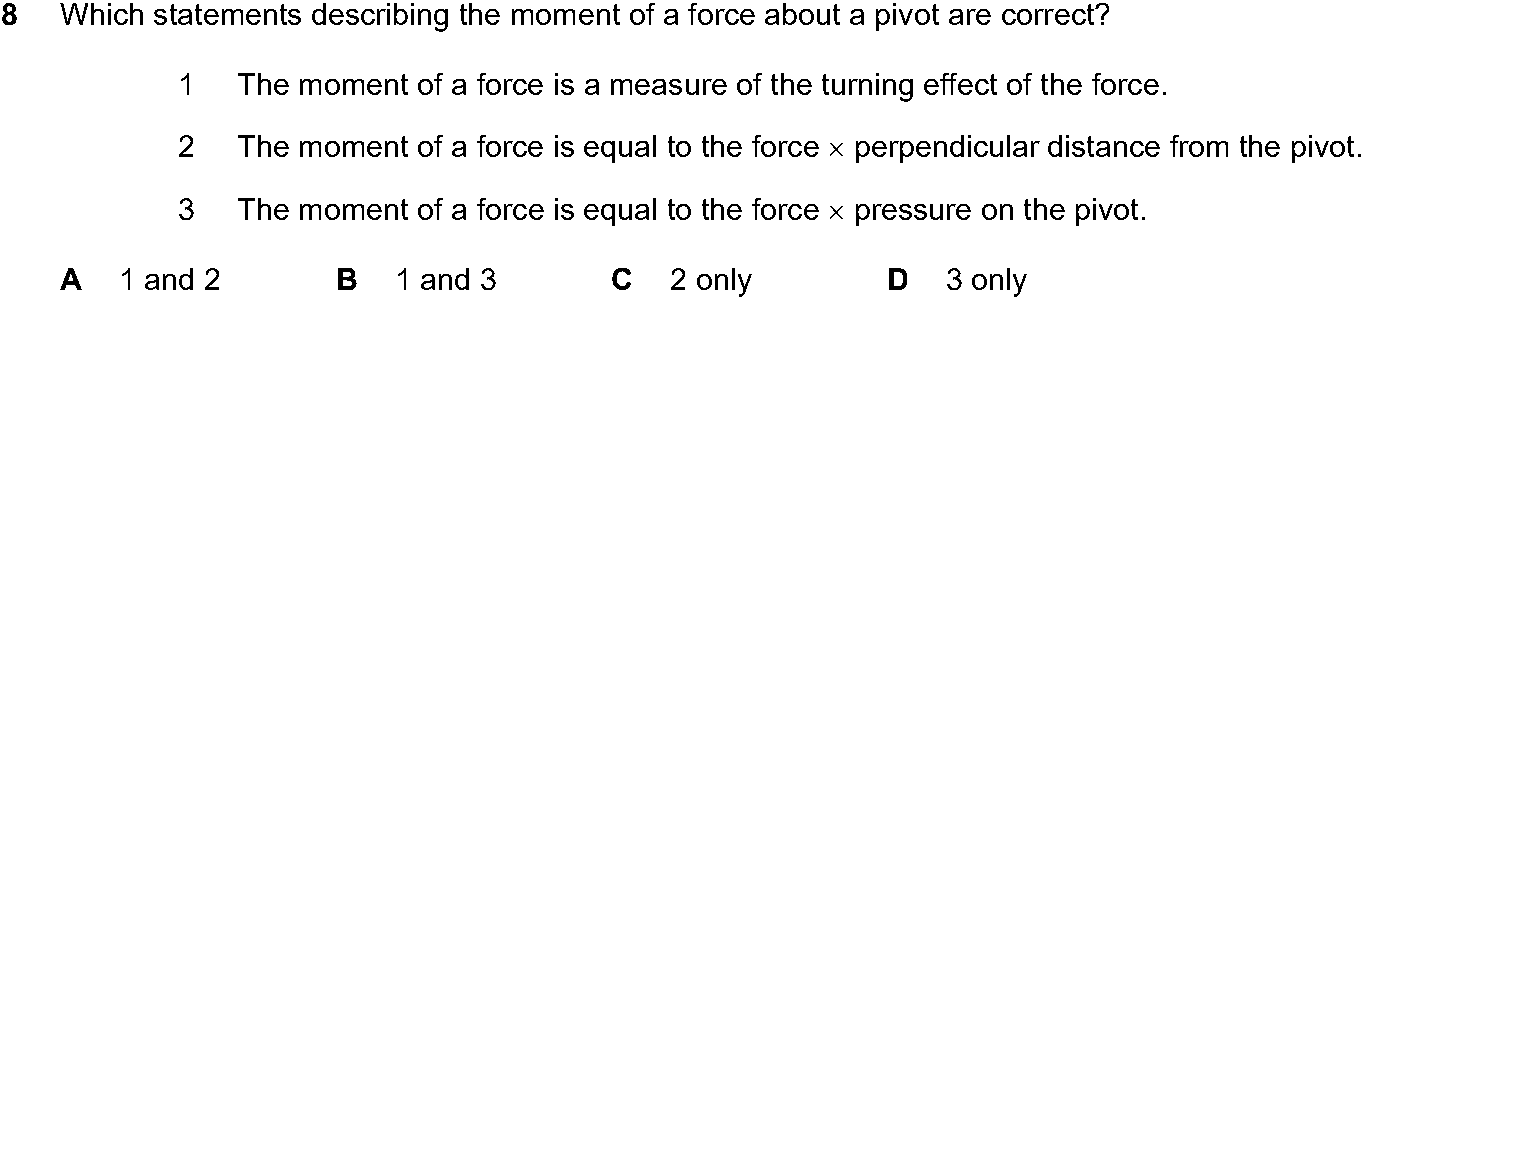 8 Which statements describing the moment of a force about a pivot are correct?
1 The moment of a force is a measure of the turning effect of the force.
2 The moment of a force is equal to the force × perpendicular distance from the pivot.
3 The moment of a force is equal to the force × pressure on the pivot.
A 1 and 2 B 1 and 3 C 2 only D 3 only